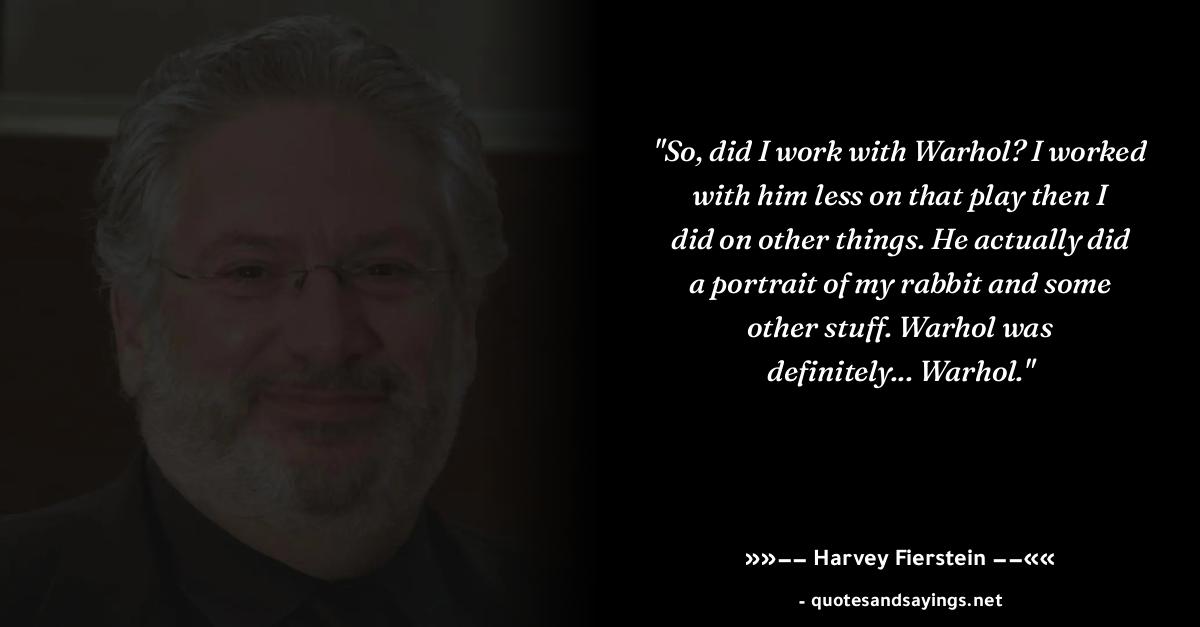 "So, did I work with Warhol? I worked
with him less on that play then I
did on other things. He actually did
a portrait of my rabbit and some
other stuff. Warhol was
definitely... Warhol."
»»–– Harvey Fierstein ––««
- quotesandsayings.net